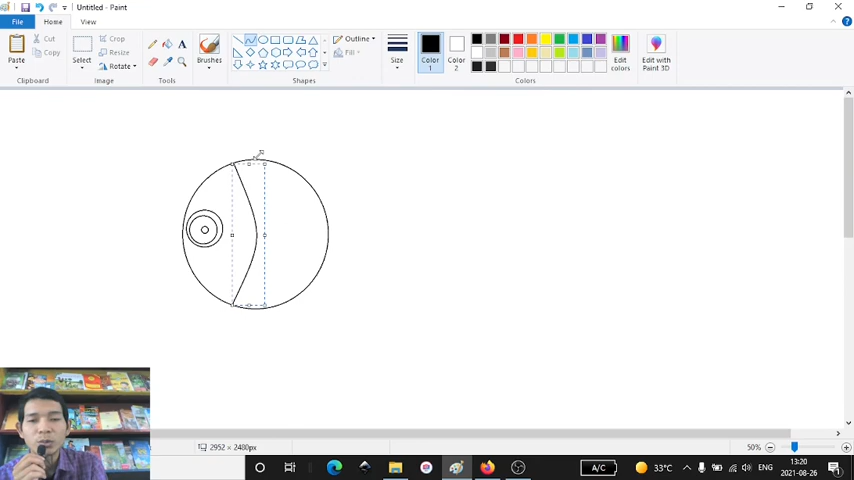 Untitled - Paint
File
Home
View
Paste
Cut
Copy
Clipboard
Select
Crop
Resize
Rotate
Image
A
Tools
Brushes
Shapes
Outline
Fill
Size
Color
1
Color
2
Colors
Edit
colors
Edit with
Paint 3D
2952 × 2480px
50%
A/C
33°C
ENG
13:20
2021-08-26
1